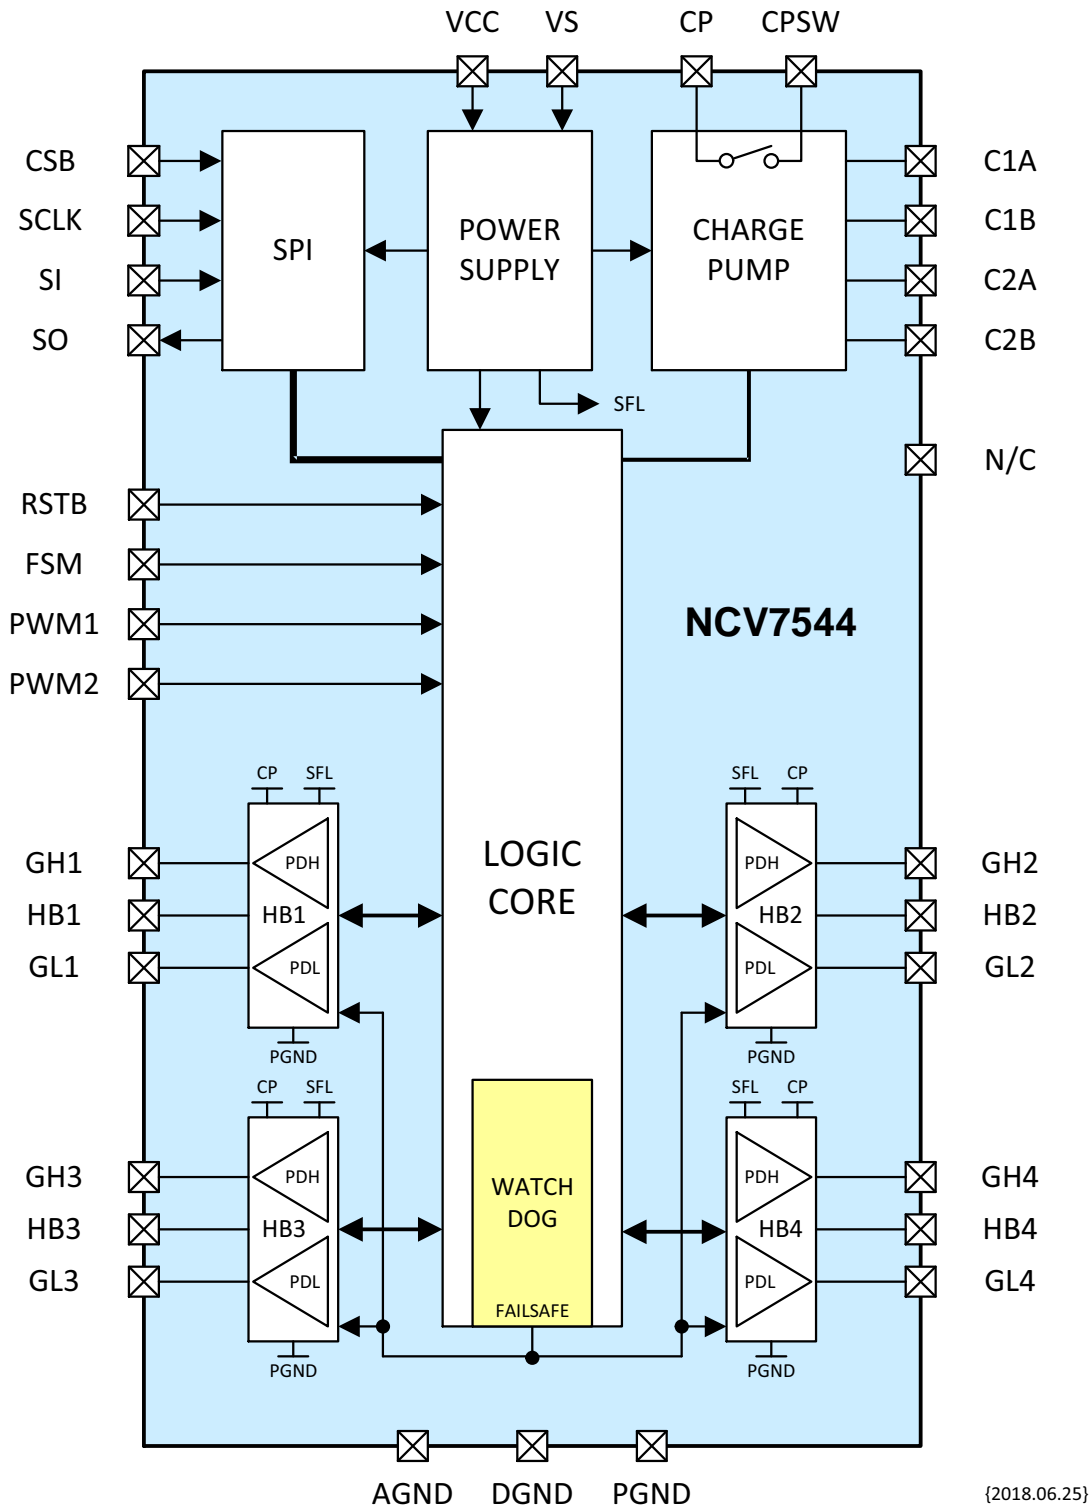 VCC VS CP CPSW
CSB
SCLK
SI
SO
SPI
POWER
SUPPLY
CHARGE
PUMP
C1A
C1B
C2A
C2B
SFL
N/C
RSTB
FSM
PWM1
PWM2
NCV7544
LOGIC
CORE
CP SFL
PDH
HB1
PDL
PGND
GH1
HB1
GL1
SFL CP
PDH
HB2
PDL
PGND
GH2
HB2
GL2
CP SFL
PDH
HB3
PDL
PGND
GH3
HB3
GL3
WATCH
DOG
FAILSAFE
SFL CP
PDH
HB4
PDL
PGND
GH4
HB4
GL4
AGND DGND PGND
{2018.06.25}